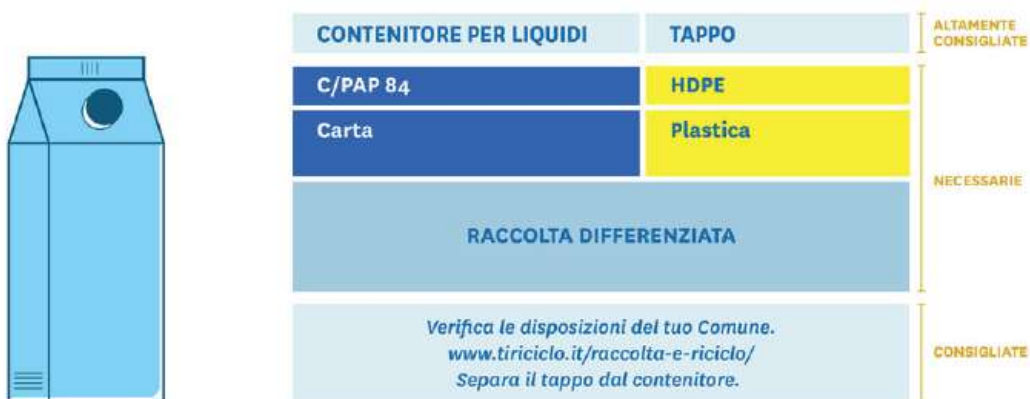 CONTENITORE PER LIQUIDI
TAPPO
ALTAMENTE
CONSIGLIATE
C/PAP 84
HDPE
Carta
Plastica
NECESSARIE
RACCOLTA DIFFERENZIATA
Verifica le disposizioni del tuo Comune.
www.tiriciclo.it/raccolta-e-riciclo/
Separa il tappo dal contenitore.
CONSIGLIATE